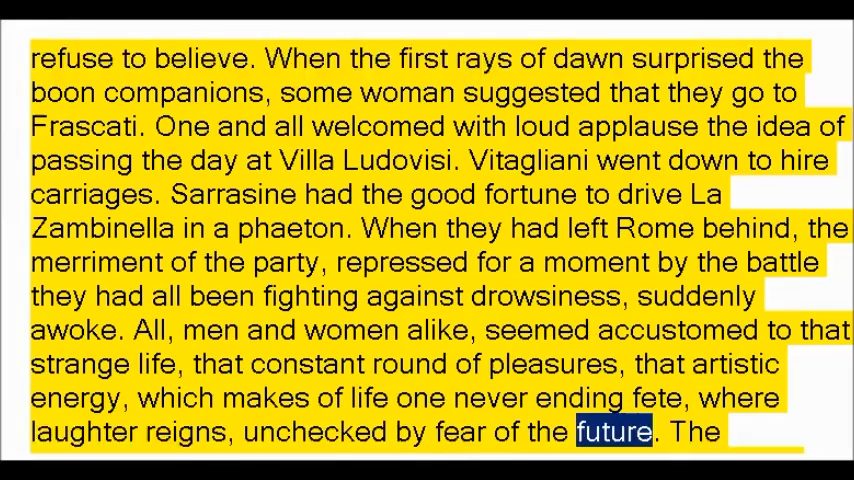 refuse to believe. When the first rays of dawn surprised the
boon companions, some woman suggested that they go to
Frascati. One and all welcomed with loud applause the idea of
passing the day at Villa Ludovisi. Vitagliani went down to hire
carriages. Sarrasine had the good fortune to drive La
Zambinella in a phaeton. When they had left Rome behind, the
merriment of the party, repressed for a moment by the battle
they had all been fighting against drowsiness, suddenly
awoke. All, men and women alike, seemed accustomed to that
strange life, that constant round of pleasures, that artistic
energy, which makes of life one never ending fete, where
laughter reigns, unchecked by fear of the future. The